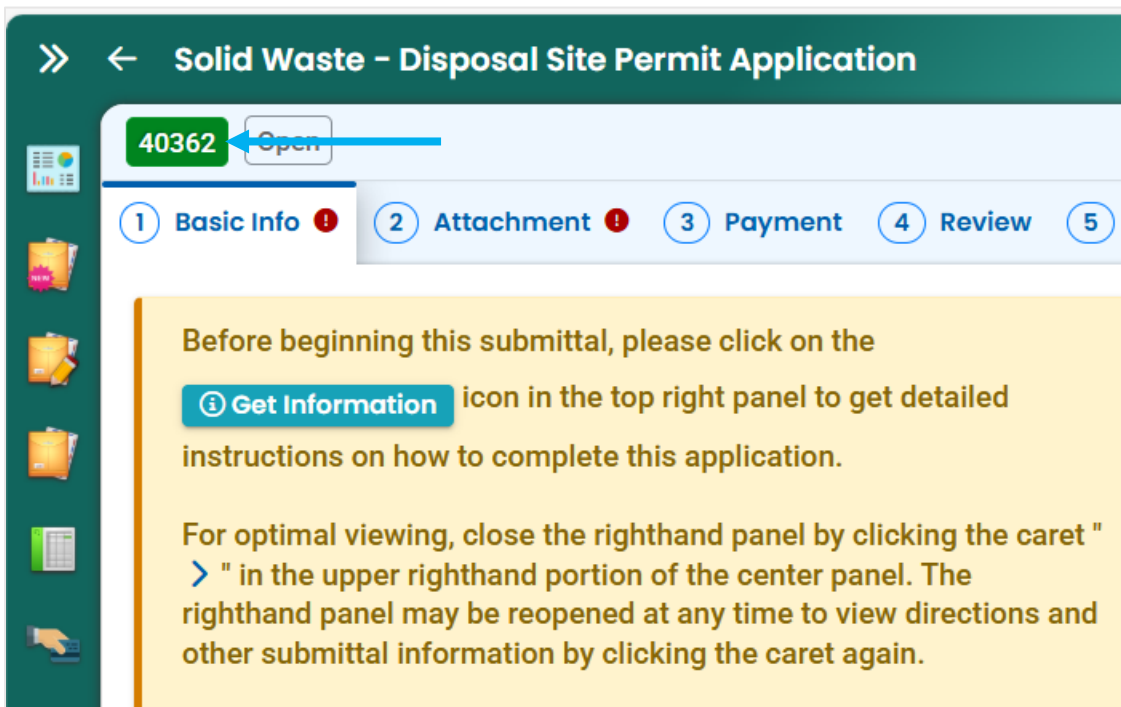 Solid Waste - Disposal Site Permit Application
40362 Open
1 Basic Info 2 Attachment 3 Payment 4 Review 5
Before beginning this submittal, please click on the
Get Information icon in the top right panel to get detailed
instructions on how to complete this application.
For optimal viewing, close the righthand panel by clicking the caret "
> " in the upper righthand portion of the center panel. The
righthand panel may be reopened at any time to view directions and
other submittal information by clicking the caret again.
NEW